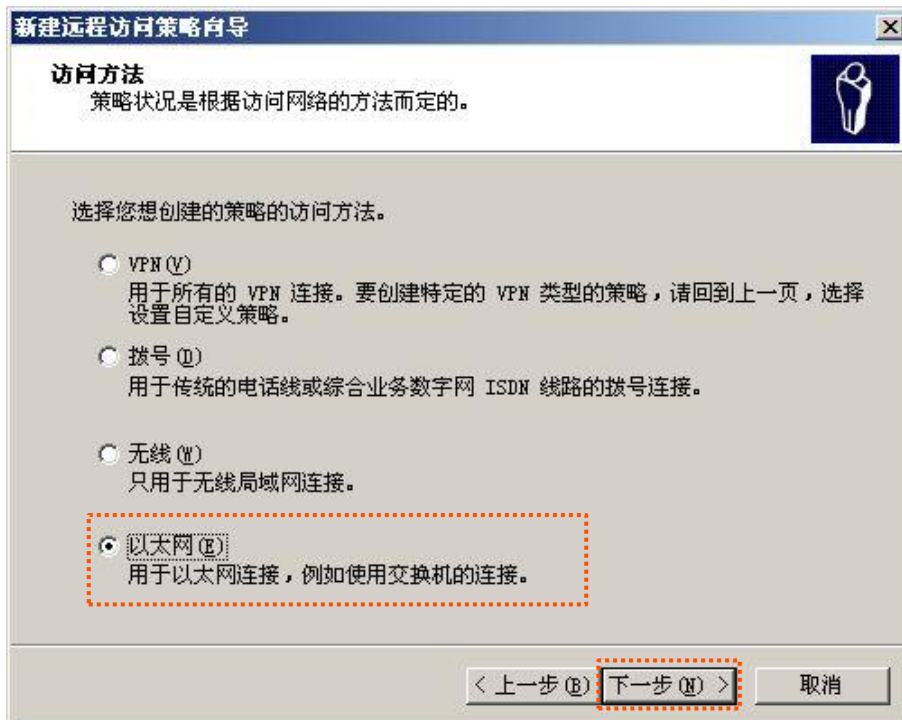 新建远程访问策略向导
访问方法
策略状况是根据访问网络的方法而定的。
选择您想创建的策略的访问方法。
VPN(V)
用于所有的 VPN 连接。要创建特定的 VPN 类型的策略，请回到上一页，选择
设置自定义策略。
拨号(D)
用于传统的电话线或综合业务数字网 ISDN 线路的拨号连接。
无线(W)
只用于无线局域网连接。
以太网(E)
用于以太网连接，例如使用交换机的连接。
< 上一步(B) 下一步(N) > 取消